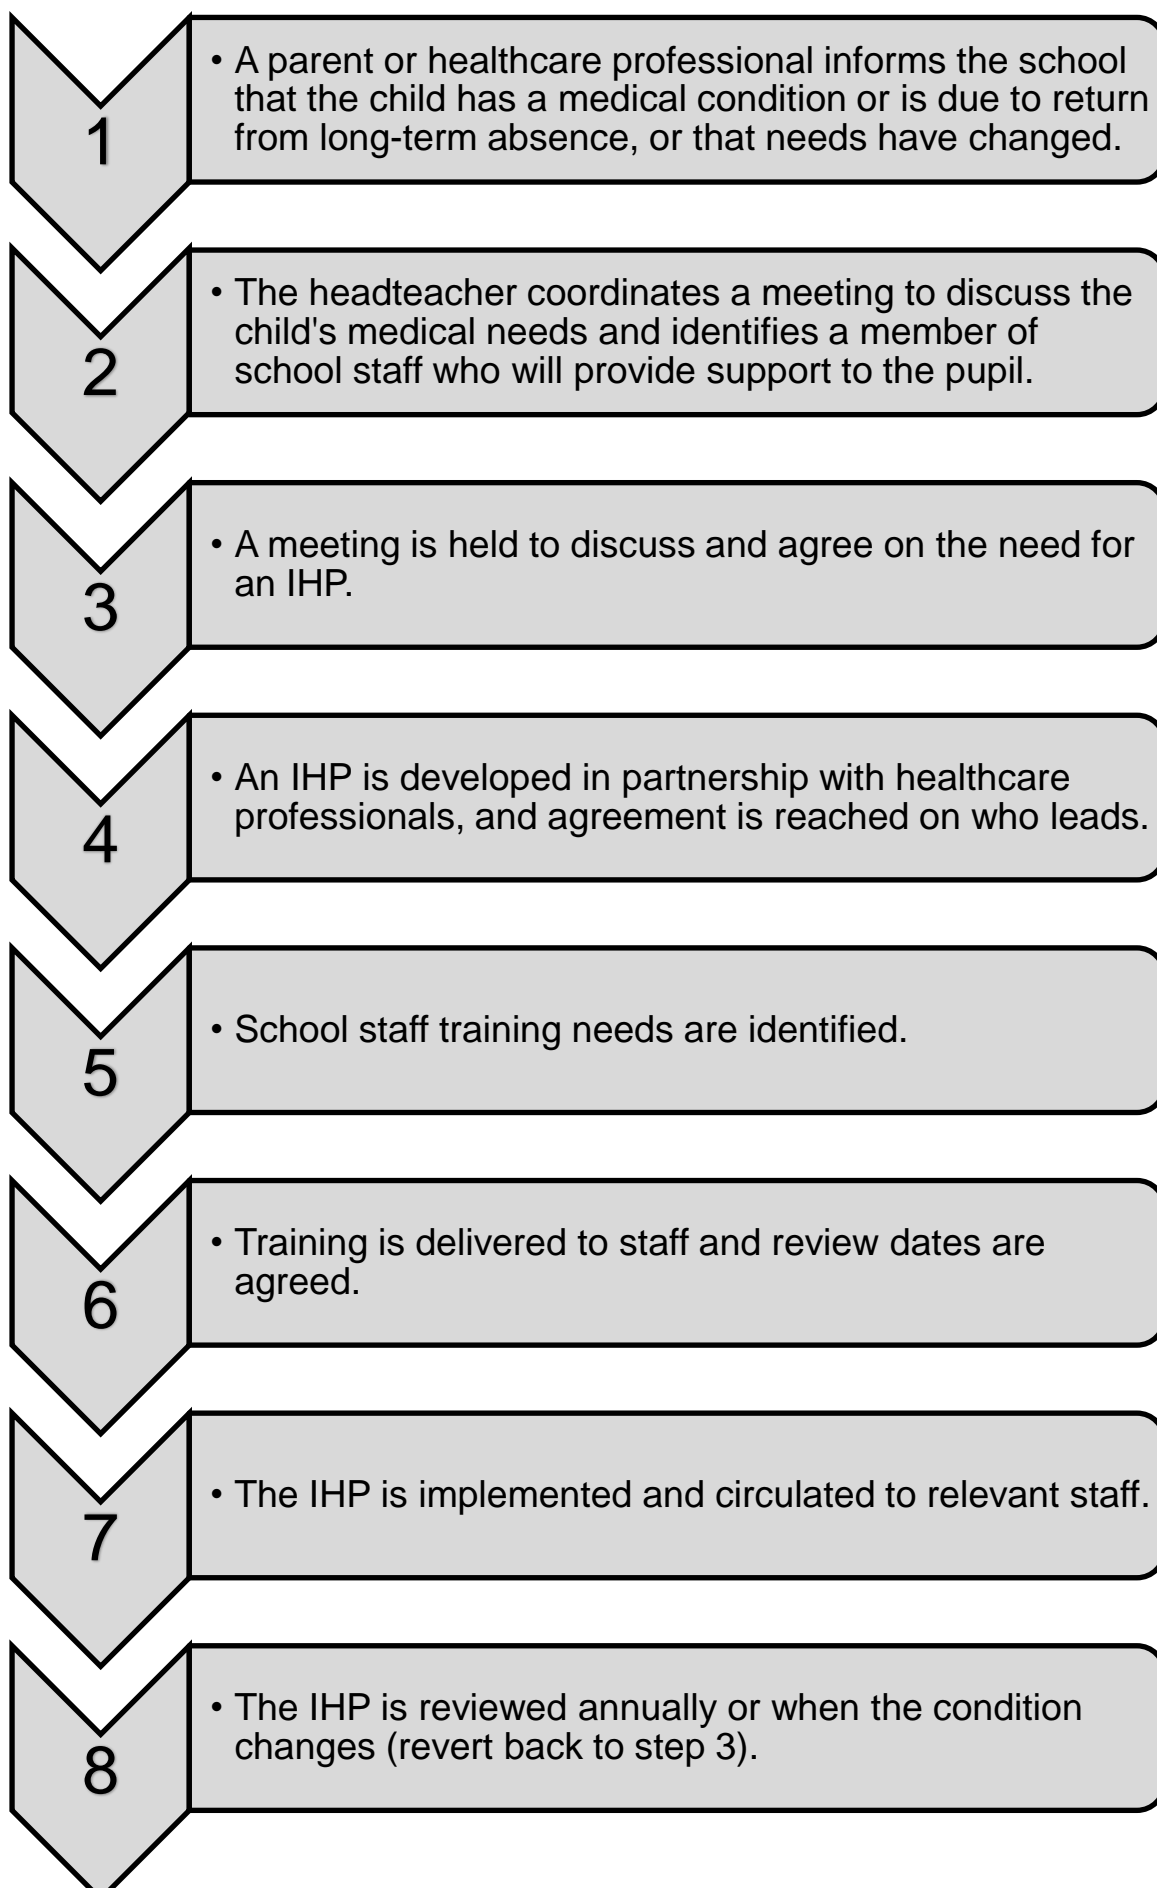 1
• A parent or healthcare professional informs the school
that the child has a medical condition or is due to return
from long-term absence, or that needs have changed.
2
• The headteacher coordinates a meeting to discuss the
child's medical needs and identifies a member of
school staff who will provide support to the pupil.
3
• A meeting is held to discuss and agree on the need for
an IHP.
4
• An IHP is developed in partnership with healthcare
professionals, and agreement is reached on who leads.
5
• School staff training needs are identified.
6
• Training is delivered to staff and review dates are
agreed.
7
• The IHP is implemented and circulated to relevant staff.
8
• The IHP is reviewed annually or when the condition
changes (revert back to step 3).